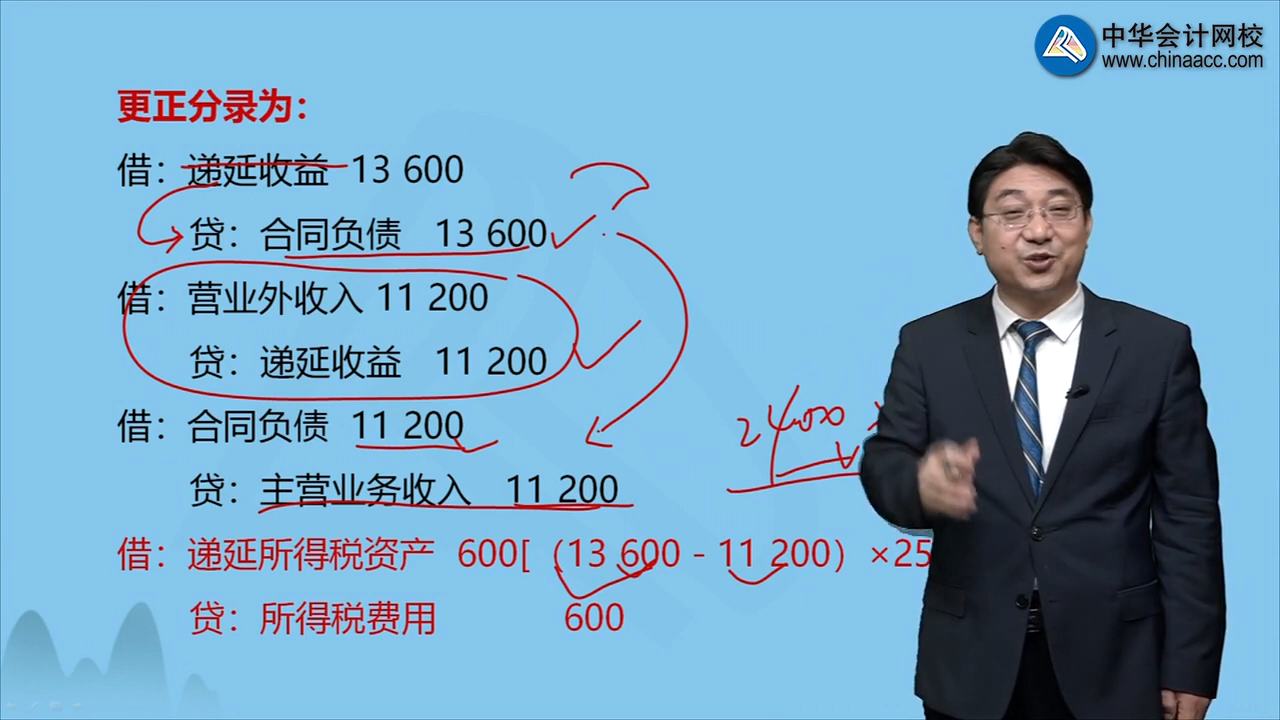 中华会计网校
www.chinaacc.com
更正分录为：
借：递延收益 13 600
贷：合同负债 13 600
借：营业外收入 11 200
贷：递延收益 11 200
借：合同负债 11 200
贷：主营业务收入 11 200
24000
借：递延所得税资产 600[（13 600－11 200）×25
贷：所得税费用 600